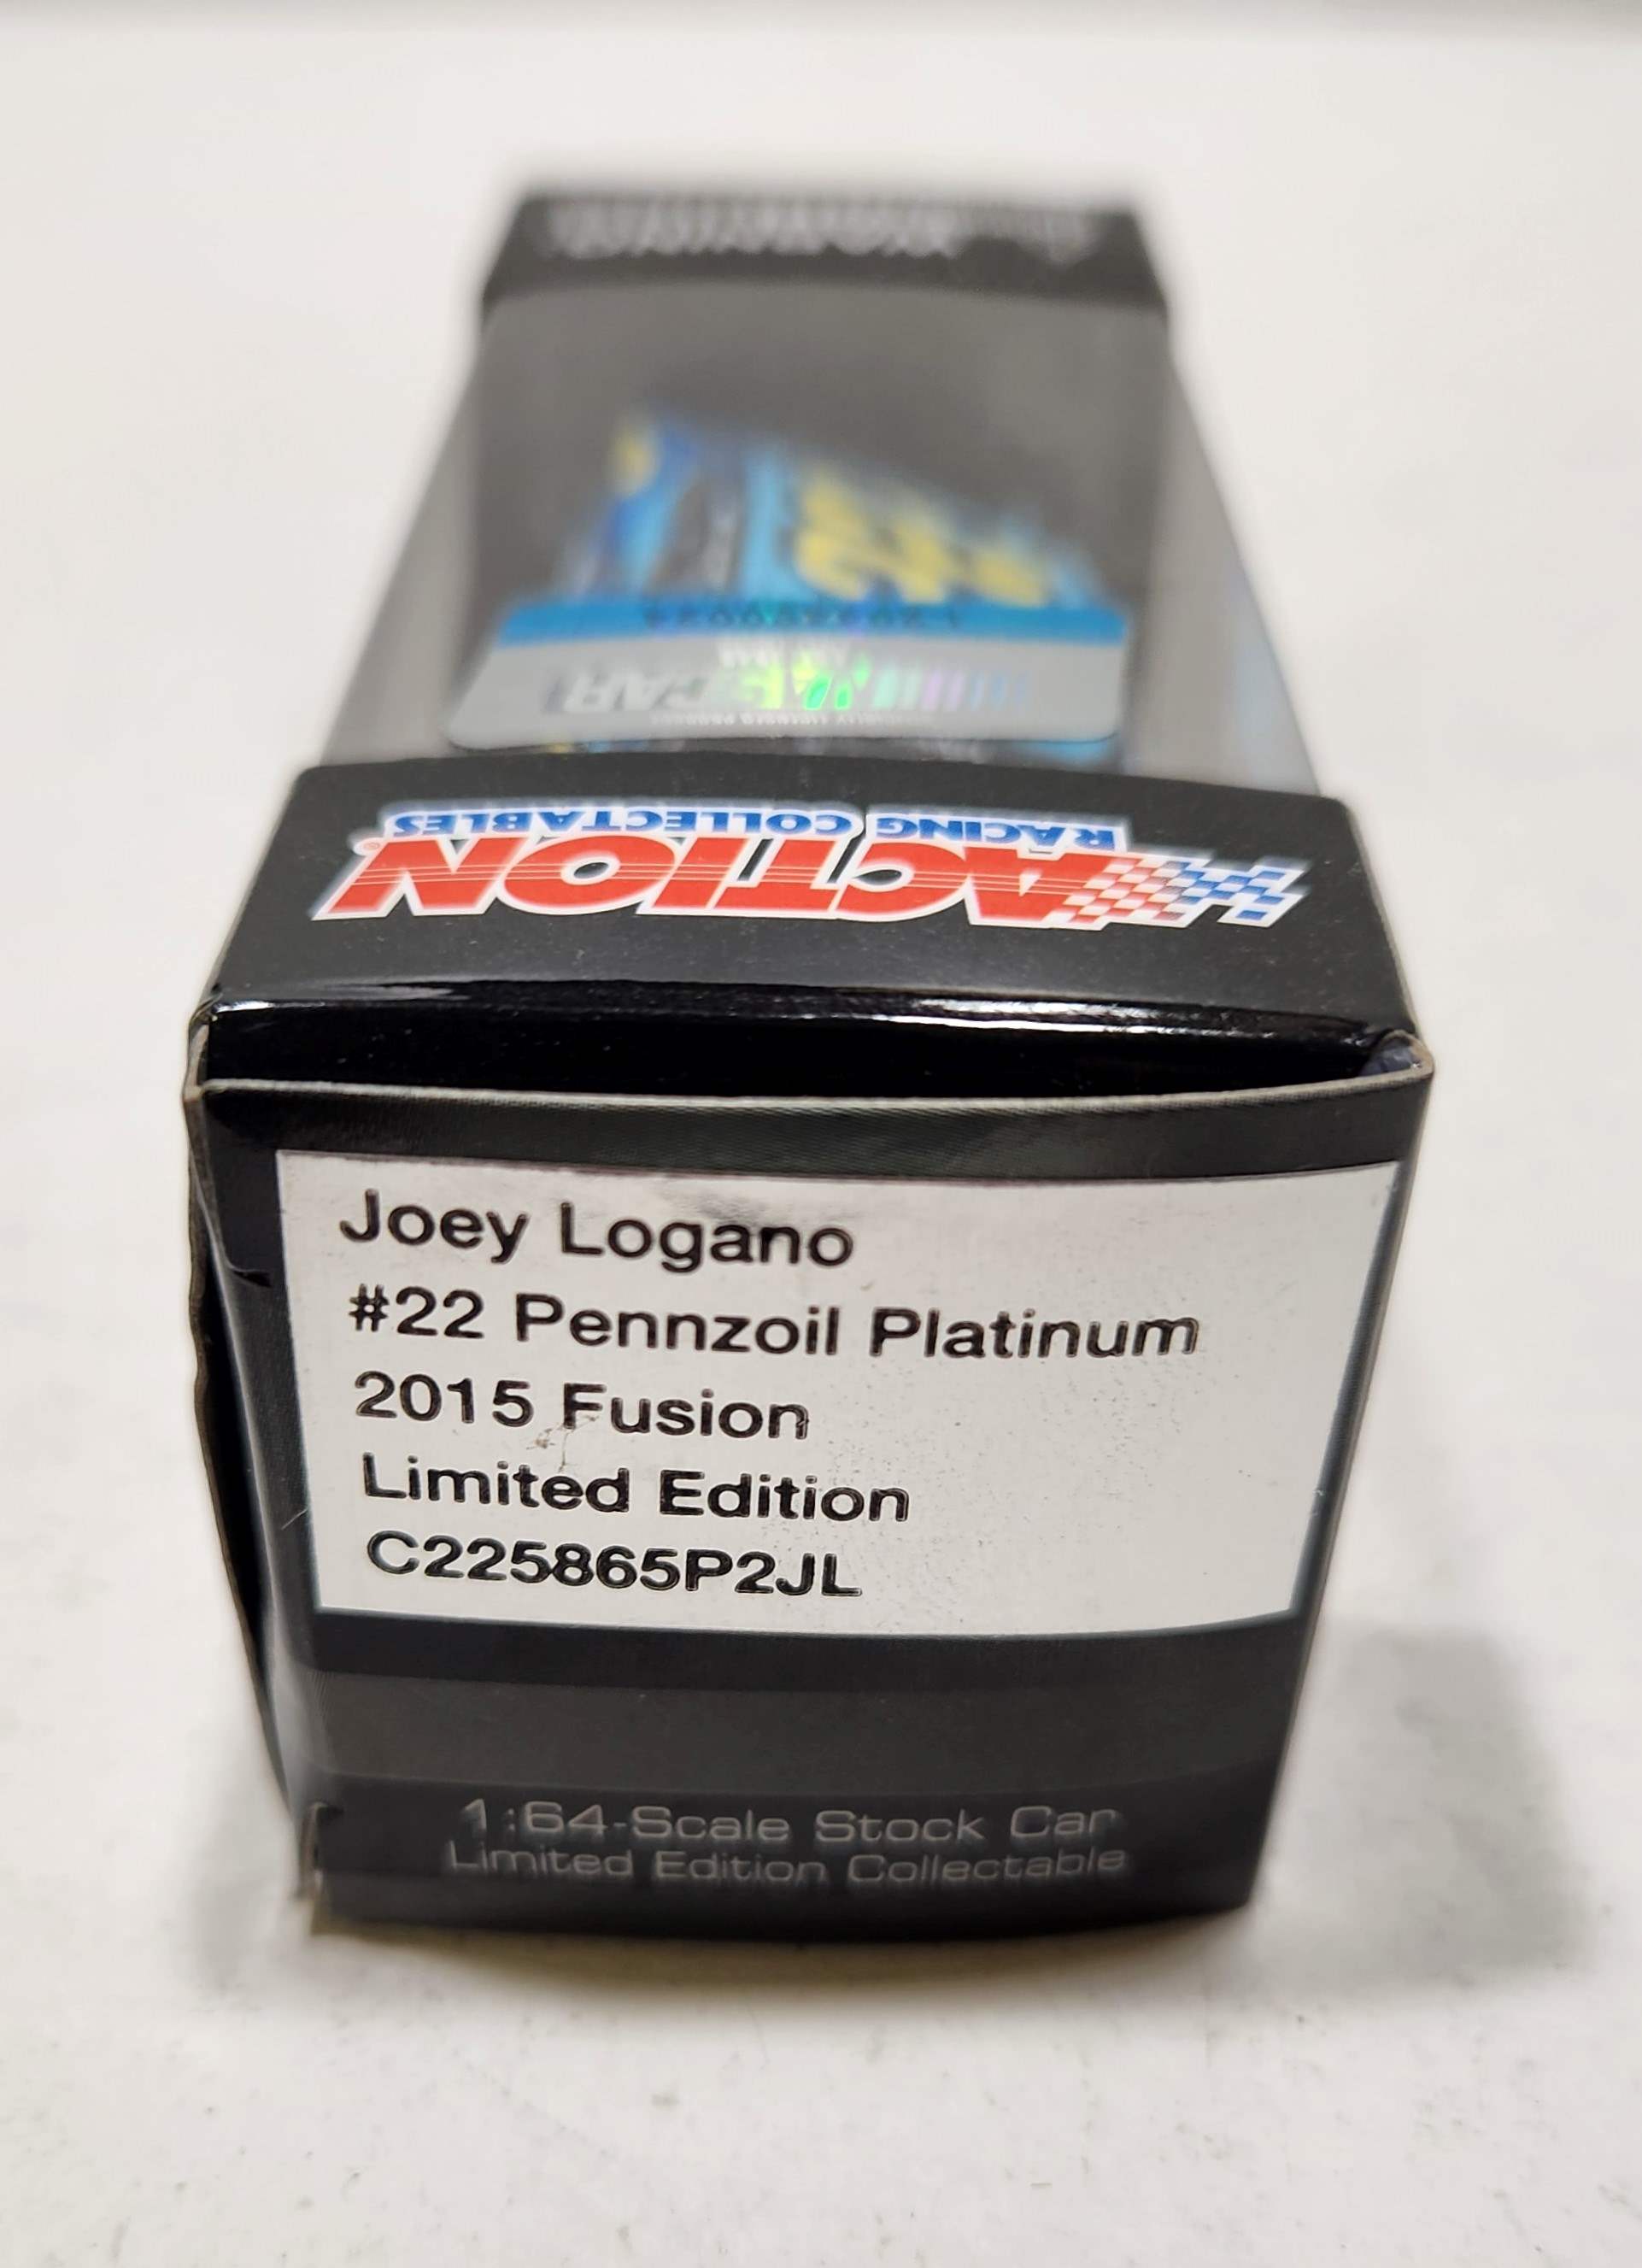 NASCAR
RACING COLLECTABLES
ACTION®
Joey Logano
#22 Pennzoil Platinum
2015 Fusion
Limited Edition
C225865P2JL
1:64-Scale Stock Car
Limited Edition Collectable